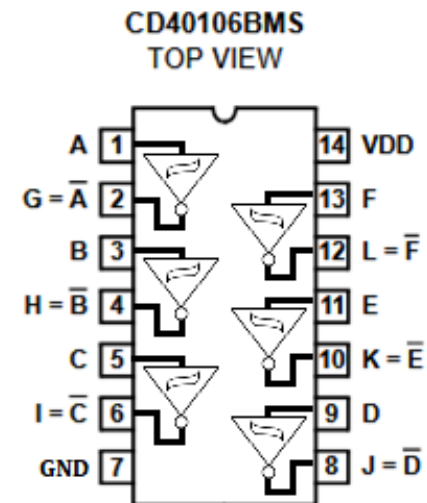 CD40106BMS
TOP VIEW
A 1 14 VDD
G = A̅ 2 13 F
B 3 12 L = F̅
H = B̅ 4 11 E
C 5 10 K = E̅
I = C̅ 6 9 D
GND 7 8 J = D̅